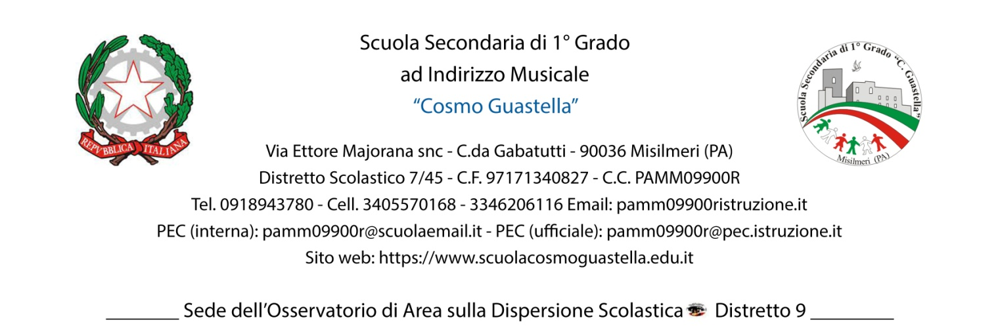 Scuola Secondaria di 1° Grado
ad Indirizzo Musicale
“Cosmo Guastella”
REPVBBLICA ITALIANA
Scuola Secondaria di 1° Grado “C. Guastella”
Misilmeri (PA)
Via Ettore Majorana snc - C.da Gabatutti - 90036 Misilmeri (PA)
Distretto Scolastico 7/45 - C.F. 97171340827 - C.C. PAMM09900R
Tel. 0918943780 - Cell. 3405570168 - 3346206116 Email: pamm09900ristruzione.it
PEC (interna): pamm09900r@scuolaemail.it - PEC (ufficiale): pamm09900r@pec.istruzione.it
Sito web: https://www.scuolacosmoguastella.edu.it
_______ Sede dell’Osservatorio di Area sulla Dispersione Scolastica Distretto 9 ________